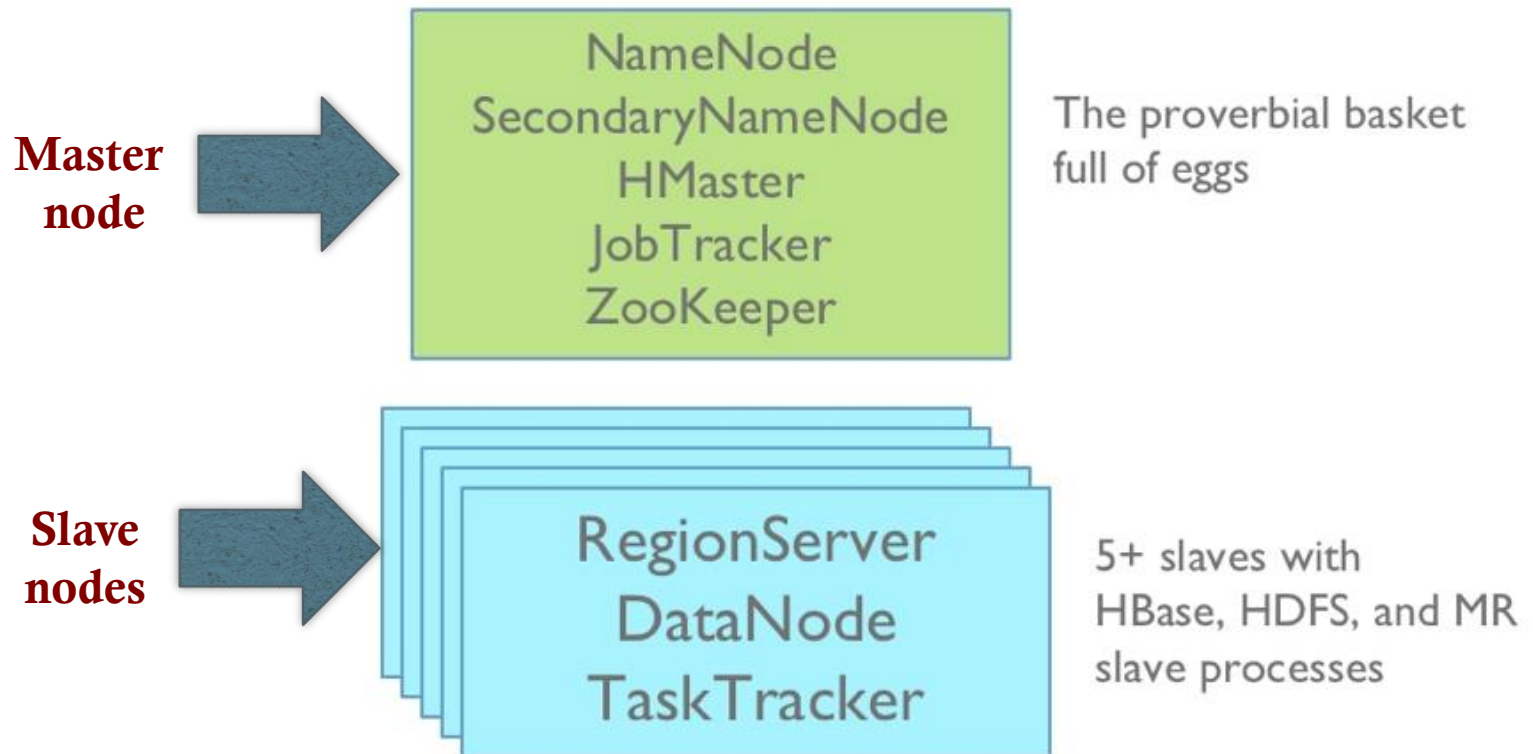 Master
node
NameNode
SecondaryNameNode
HMaster
JobTracker
ZooKeeper
The proverbial basket
full of eggs
Slave
nodes
RegionServer
DataNode
TaskTracker
5+ slaves with
HBase, HDFS, and MR
slave processes